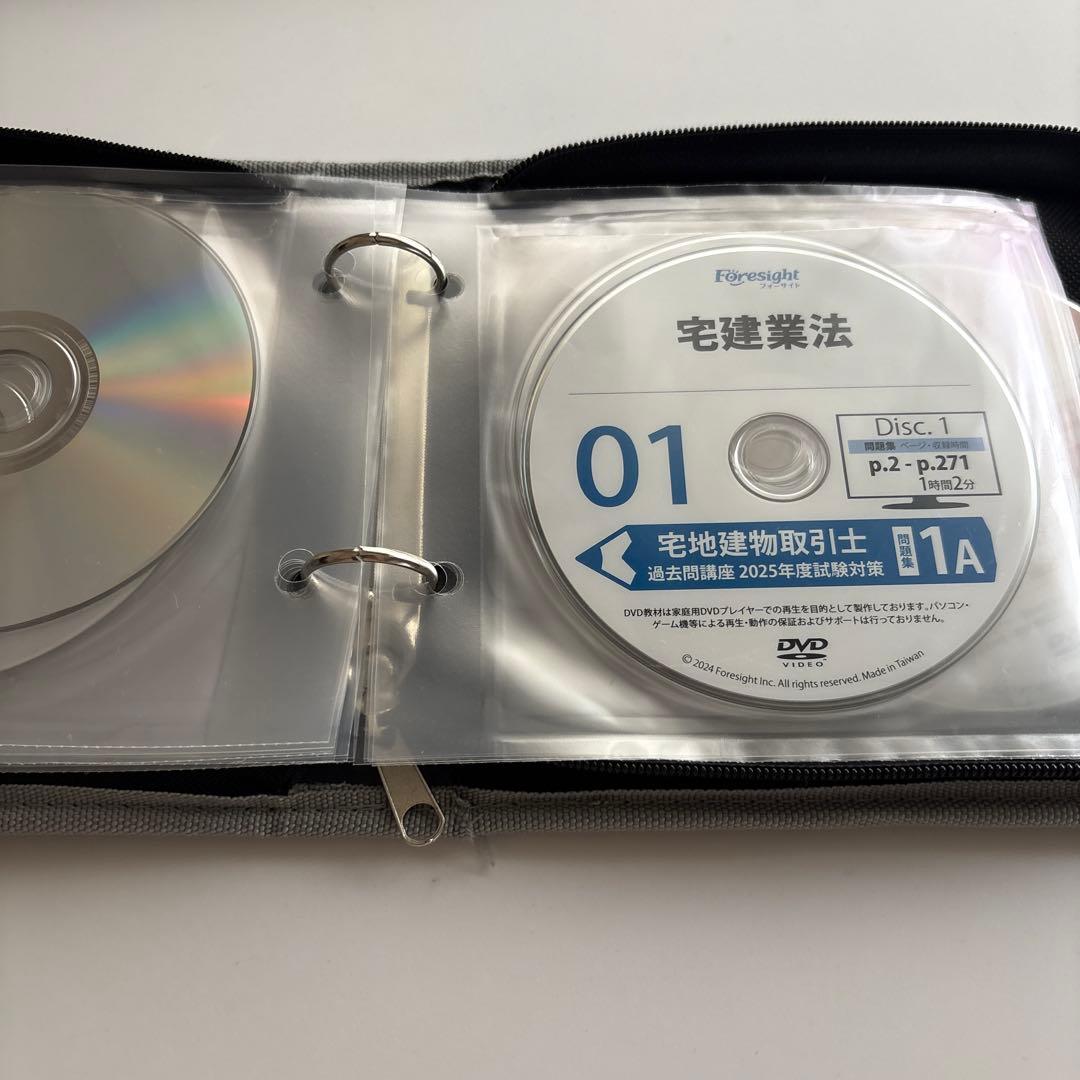 Foresight
フォーサイト
宅建業法
01
Disc. 1
問題集 ページ・収録時間
p.2 - p.271
1時間2分
宅地建物取引士
過去問講座 2025年度試験対策
問題集
1A
DVD教材は家庭用DVDプレイヤーでの再生を目的として製作しております。パソコン・
ゲーム機等による再生・動作の保証およびサポートは行っておりません。
DVD
VIDEO
© 2024 Foresight Inc. All rights reserved. Made in Taiwan